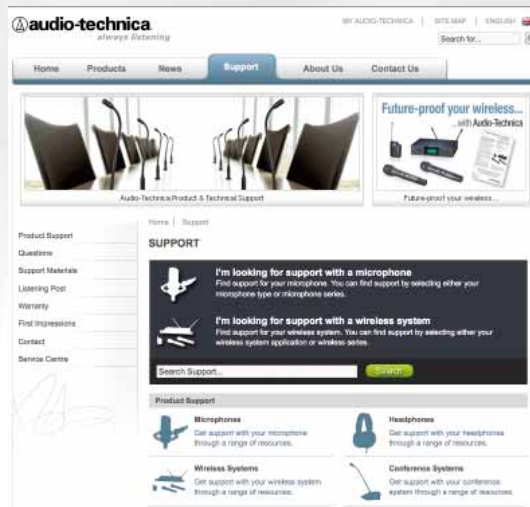 audio-technica
always listening
MY AUDIO-TECHNICA | SITE MAP | ENGLISH
Search for...
Home Products News Support About Us Contact Us
Future-proof your wireless...
...with Audio-Technica
Audio-Technica Product & Technical Support
Future-proof your wireless...
Home | Support
SUPPORT
Product Support
Questions
Support Materials
Listening Post
Warranty
First Impressions
Contact
Service Centre
I'm looking for support with a microphone
Find support for your microphone. You can find support by selecting either your
microphone type or microphone series.
I'm looking for support with a wireless system
Find support for your wireless system. You can find support by selecting either your
wireless system application or wireless series.
Search Support...
Search
Product Support
Microphones
Get support with your microphone
through a range of resources.
Headphones
Get support with your headphones
through a range of resources.
Wireless Systems
Get support with your wireless system
through a range of resources.
Conference Systems
Get support with your conference
system through a range of resources.